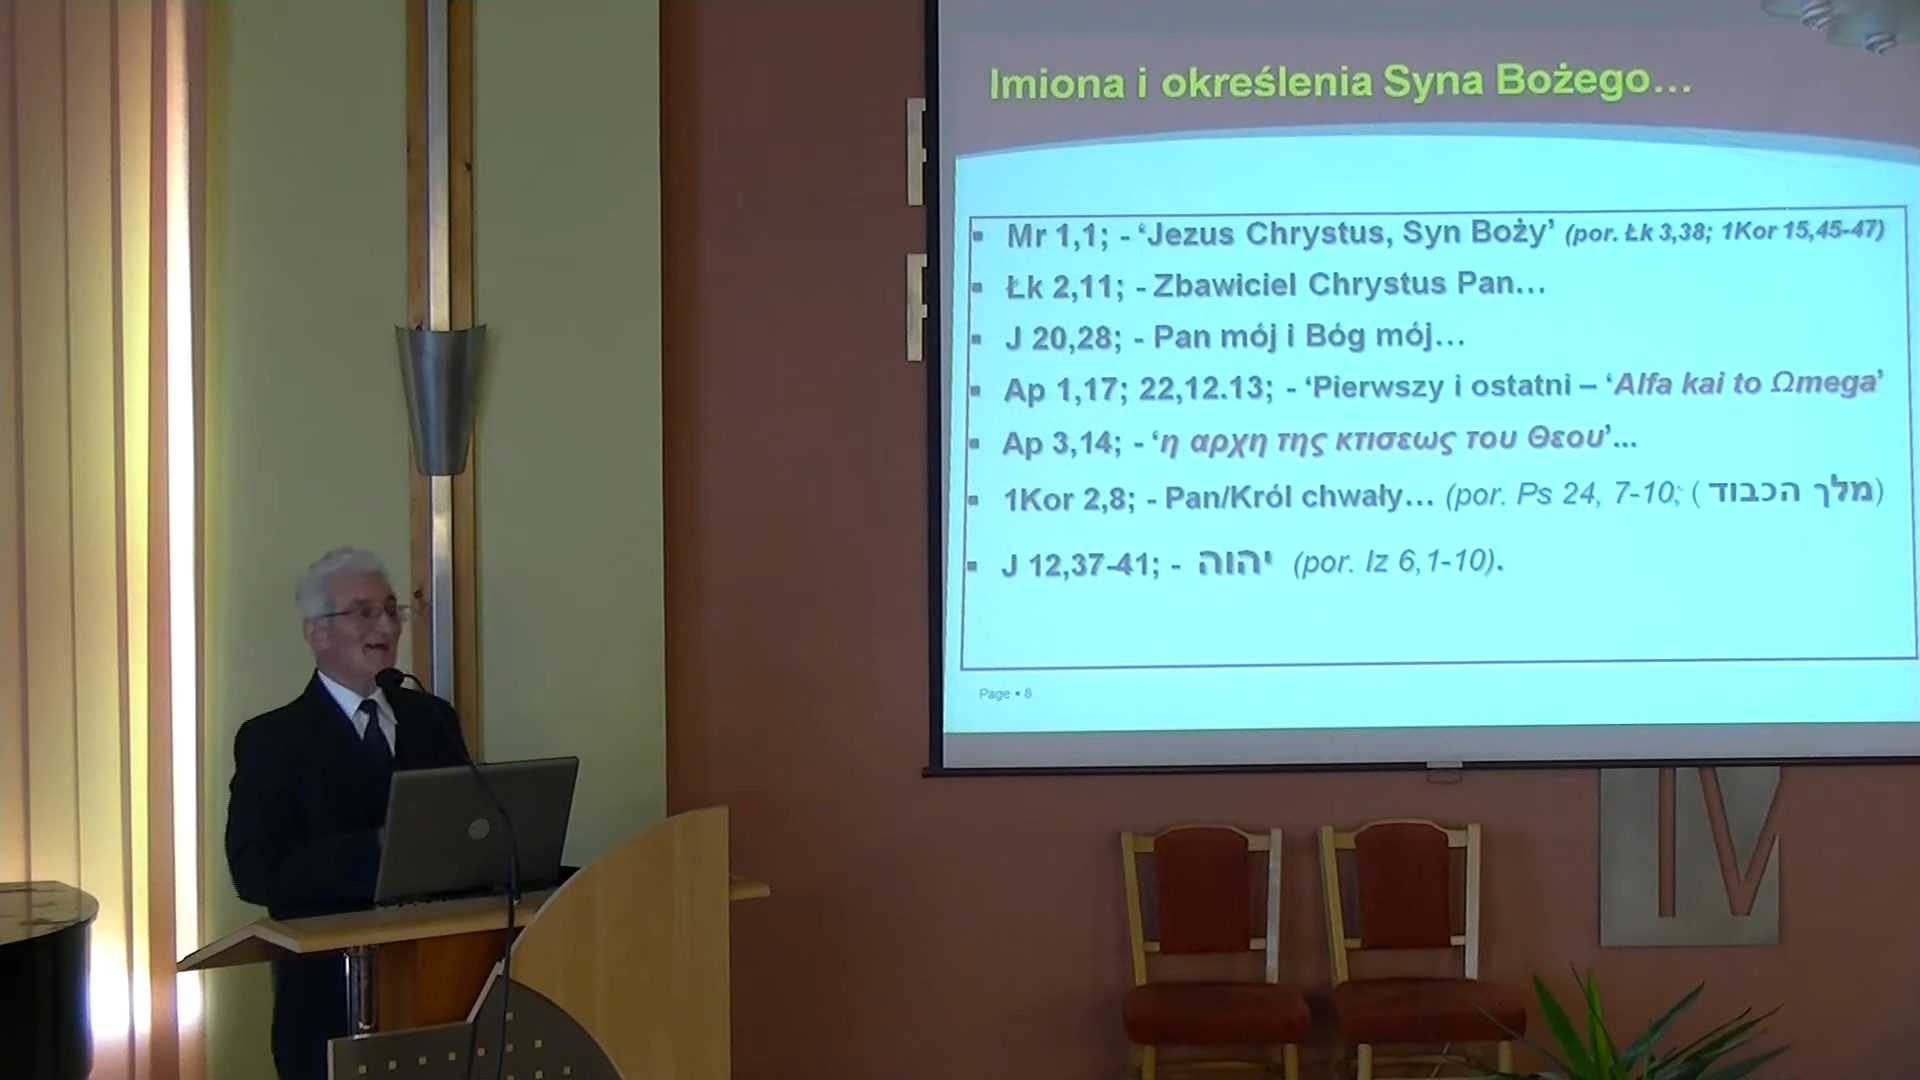 Imiona i określenia Syna Bożego…
▪ Mr 1,1; - ‘Jezus Chrystus, Syn Boży’ (por. Łk 3,38; 1Kor 15,45-47)
▪ Łk 2,11; - Zbawiciel Chrystus Pan…
▪ J 20,28; - Pan mój i Bóg mój…
▪ Ap 1,17; 22,12.13; - ‘Pierwszy i ostatni – ‘Alfa kai to Ωmega’
▪ Ap 3,14; - ‘η αρχη της κτισεως του Θεου’...
▪ 1Kor 2,8; - Pan/Król chwały… (por. Ps 24, 7-10; ( מלך הכבוד)
▪ J 12,37-41; - יהוה (por. Iz 6,1-10).
Page ▪ 8
IV